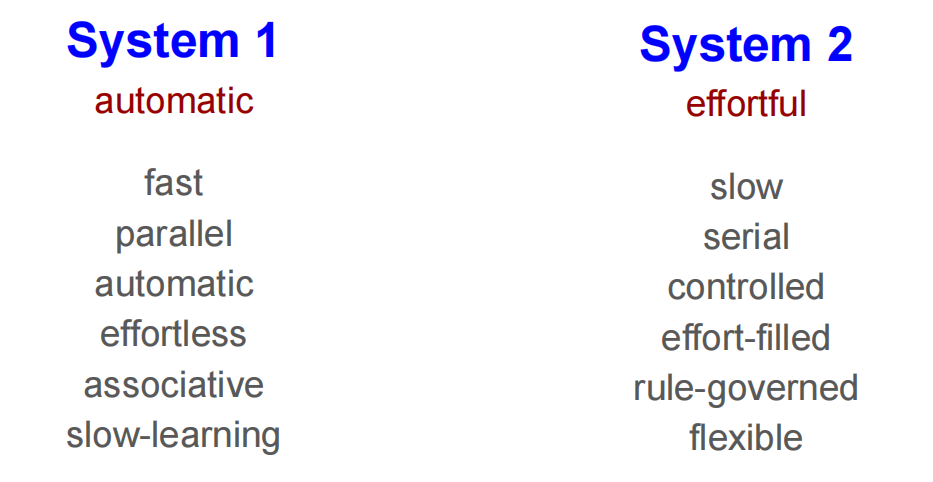 System 1
automatic
fast
parallel
automatic
effortless
associative
slow-learning
System 2
effortful
slow
serial
controlled
effort-filled
rule-governed
flexible